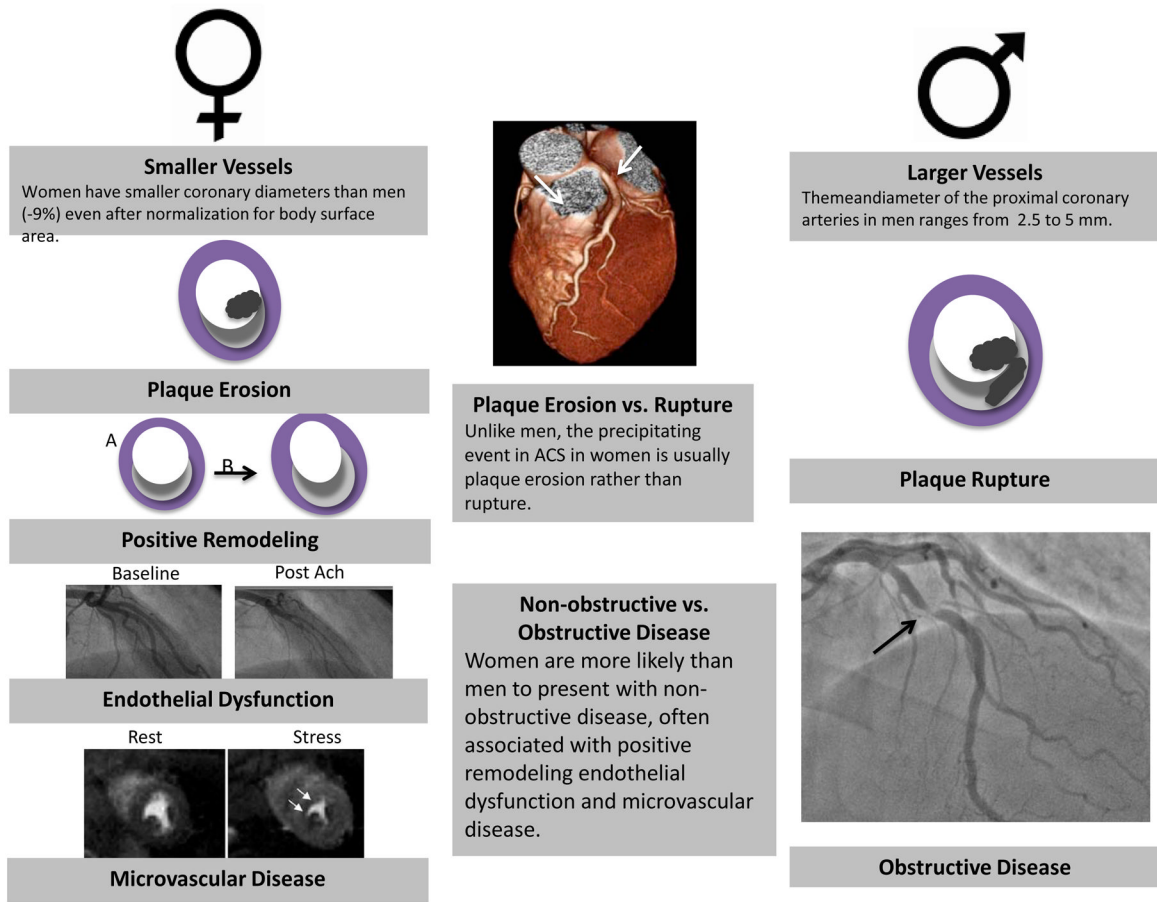 Smaller Vessels
Women have smaller coronary diameters than men
(-9%) even after normalization for body surface
area.
Plaque Erosion
A
B
Positive Remodeling
Baseline
Post Ach
Endothelial Dysfunction
Rest
Stress
Microvascular Disease
Plaque Erosion vs. Rupture
Unlike men, the precipitating
event in ACS in women is usually
plaque erosion rather than
rupture.
Non-obstructive vs.
Obstructive Disease
Women are more likely than
men to present with non-
obstructive disease, often
associated with positive
remodeling endothelial
dysfunction and microvascular
disease.
Larger Vessels
Themeandiameter of the proximal coronary
arteries in men ranges from  2.5 to 5 mm.
Plaque Rupture
Obstructive Disease